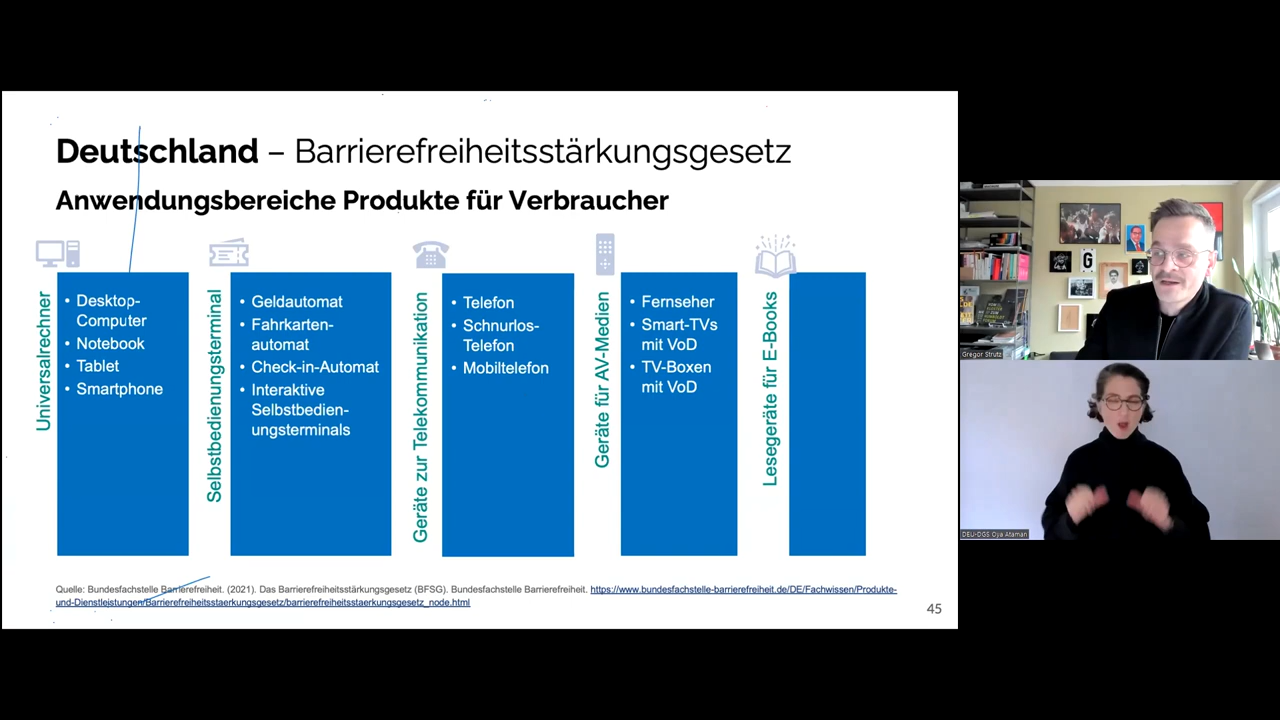 Deutschland – Barrierefreiheitsstärkungsgesetz
Anwendungsbereiche Produkte für Verbraucher
Universalrechner
• Desktop-
Computer
• Notebook
• Tablet
• Smartphone
Selbstbedienungsterminal
• Geldautomat
• Fahrkarten-
automat
• Check-in-Automat
• Interaktive
Selbstbedien-
ungsterminals
Geräte zur Telekommunikation
• Telefon
• Schnurlos-
Telefon
• Mobiltelefon
Geräte für AV-Medien
• Fernseher
• Smart-TVs
mit VoD
• TV-Boxen
mit VoD
Lesegeräte für E-Books
Quelle: Bundesfachstelle Barrierefreiheit. (2021). Das Barrierefreiheitsstärkungsgesetz (BFSG). Bundesfachstelle Barrierefreiheit. https://www.bundesfachstelle-barrierefreiheit.de/DE/Fachwissen/Produkte-
und-Dienstleistungen/Barrierefreiheitsstaerkungsgesetz/barrierefreiheitsstaerkungsgesetz_node.html
45
G
Gregor Strutz
DEU-DGS Oya Ataman